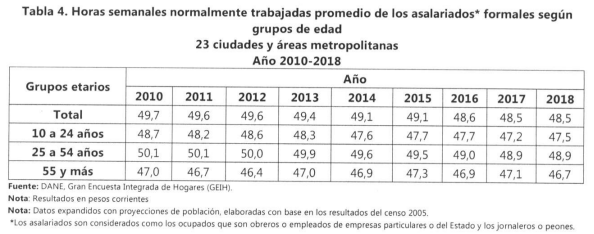 Tabla 4. Horas semanales normalmente trabajadas promedio de los asalariados* formales según
grupos de edad
23 ciudades y áreas metropolitanas
Año 2010-2018
Grupos etarios Año
2010 2011 2012 2013 2014 2015 2016 2017 2018
Total 49,7 49,6 49,6 49,4 49,1 49,1 48,6 48,5 48,5
10 a 24 años 48,7 48,2 48,6 48,3 47,6 47,7 47,7 47,2 47,5
25 a 54 años 50,1 50,1 50,0 49,9 49,6 49,5 49,0 48,9 48,9
55 y más 47,0 46,7 46,4 47,0 46,9 47,3 46,9 47,1 46,7
Fuente: DANE, Gran Encuesta Integrada de Hogares (GEIH).
Nota: Resultados en pesos corrientes
Nota: Datos expandidos con proyecciones de población, elaboradas con base en los resultados del censo 2005.
*Los asalariados son considerados como los ocupados que son obreros o empleados de empresas particulares o del Estado y los jornaleros o peones.